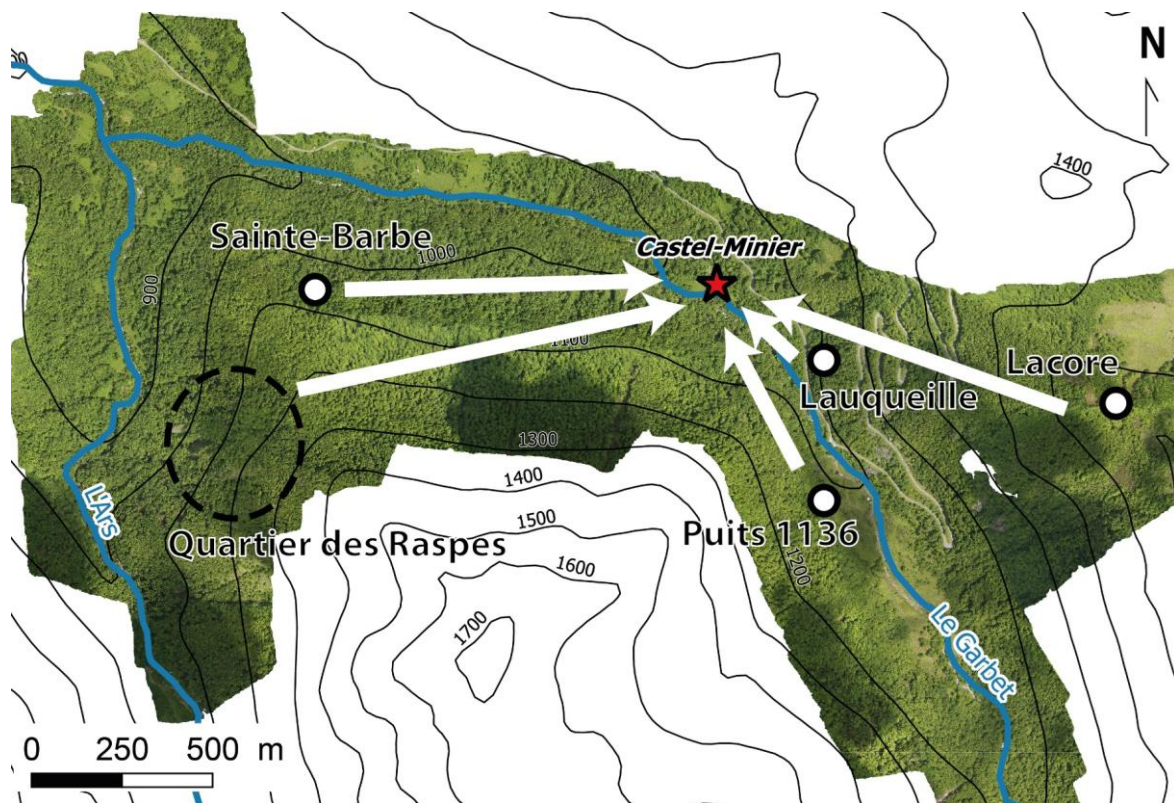 N
1400
Sainte-Barbe
Castel-Minier
1000
900
1100
Lacore
Lauqueille
1300
1400
L'Ars
1500
Puits 1136
Quartier des Raspes
1200
1600
1700
Le Garbet
0 250 500 m